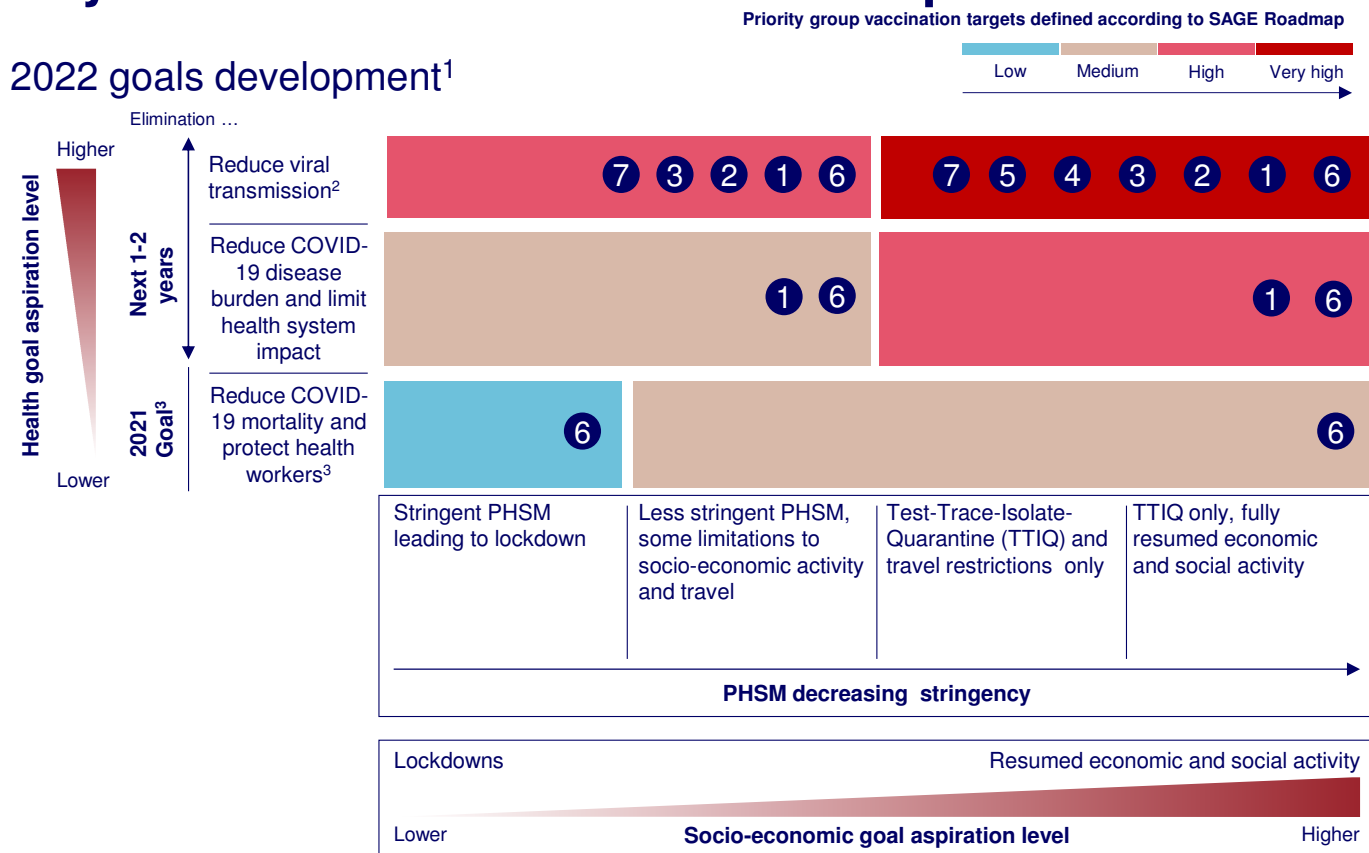 Priority group vaccination targets defined according to SAGE Roadmap
2022 goals development1
Low Medium High Very high
Elimination …
Higher
Health goal aspiration level
Lower
Next 1-2
years
2021
Goal3
Reduce viral
transmission2
7 3 2 1 6
7 5 4 3 2 1 6
Reduce COVID-
19 disease
burden and limit
health system
impact
1 6
1 6
Reduce COVID-
19 mortality and
protect health
workers3
6
6
Stringent PHSM
leading to lockdown
Less stringent PHSM,
some limitations to
socio-economic activity
and travel
Test-Trace-Isolate-
Quarantine (TTIQ) and
travel restrictions only
TTIQ only, fully
resumed economic
and social activity
PHSM decreasing stringency
Lockdowns
Resumed economic and social activity
Lower
Socio-economic goal aspiration level
Higher